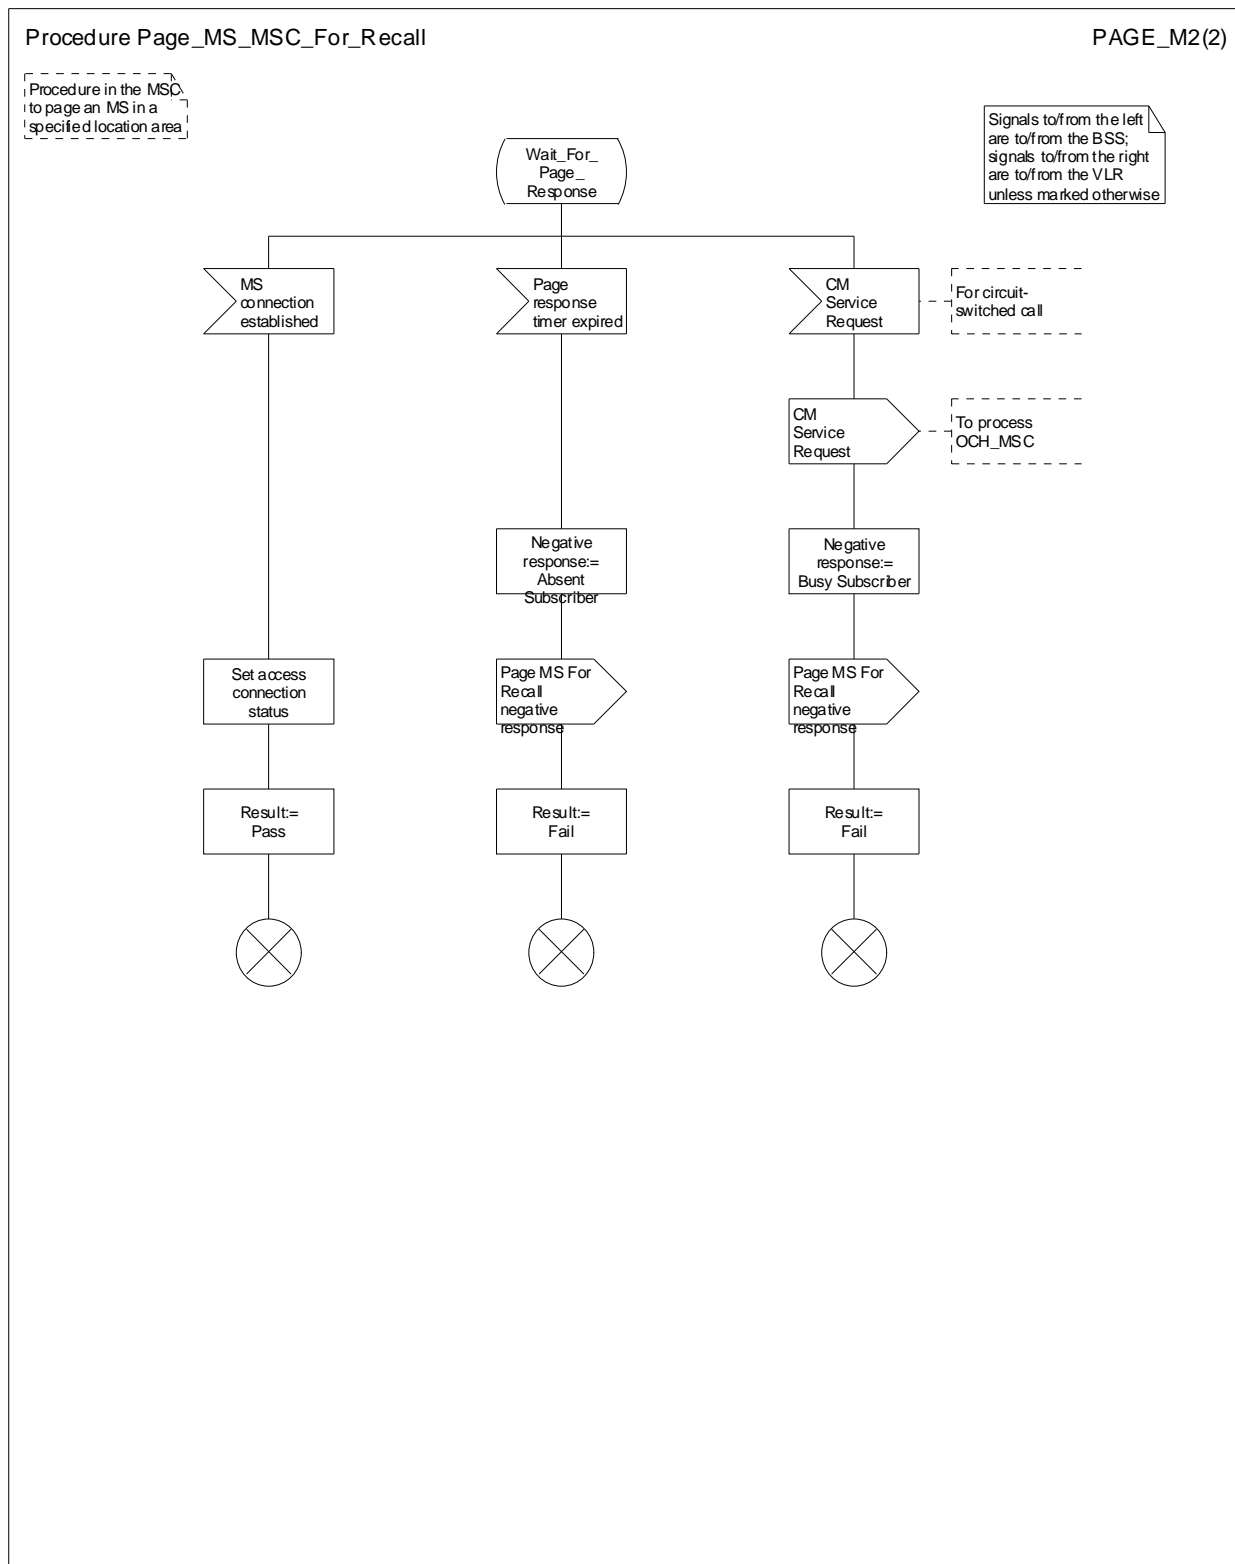 Procedure Page_MS_MSC_For_Recall
PAGE_M2(2)
Procedure in the MSC
to page an MS in a
specified location area
Signals to/from the left
are to/from the BSS;
signals to/from the right
are to/from the VLR
unless marked otherwise
Wait_For_
Page_
Response
MS
connection
established
Page
response
timer expired
CM
Service
Request
For circuit-
switched call
CM
Service
Request
To process
OCH_MSC
Negative
response:=
Absent
Subscriber
Negative
response:=
Busy Subscriber
Set access
connection
status
Page MS For
Recall
negative
response
Page MS For
Recall
negative
response
Result:=
Pass
Result:=
Fail
Result:=
Fail